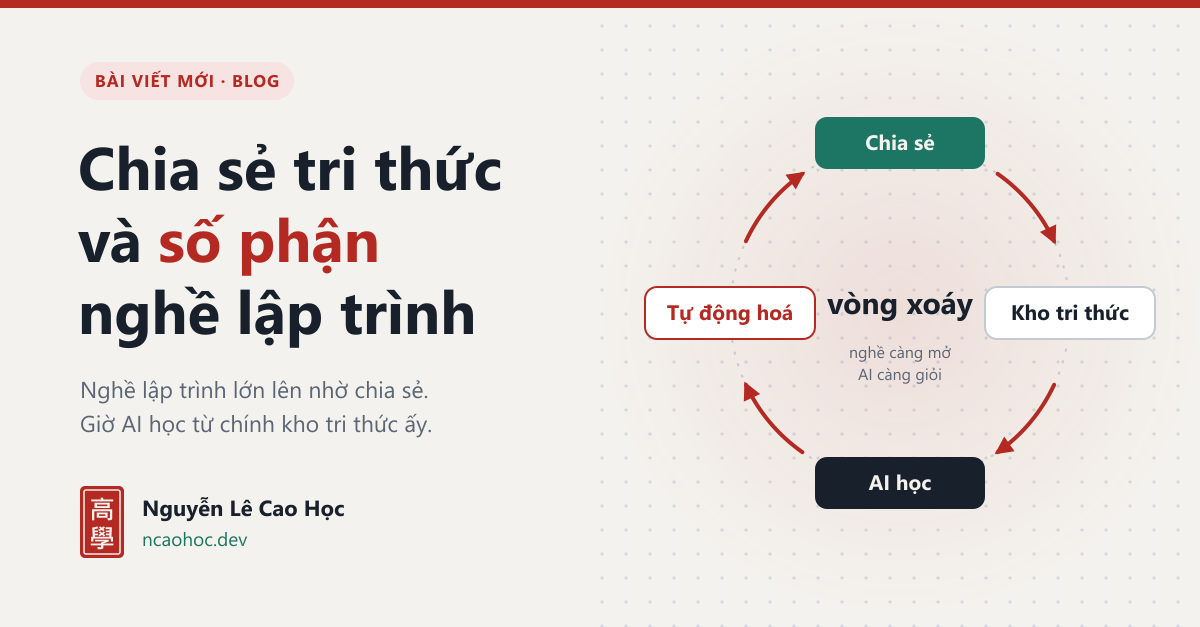 BÀI VIẾT MỚI · BLOG
Chia sẻ tri thức
và số phận
nghề lập trình
Nghề lập trình lớn lên nhờ chia sẻ.
Giờ AI học từ chính kho tri thức ấy.
高
學
Nguyễn Lê Cao Học
ncaohoc.dev
Chia sẻ
Tự động hoá
vòng xoáy
Kho tri thức
nghề càng mở
AI càng giỏi
AI học